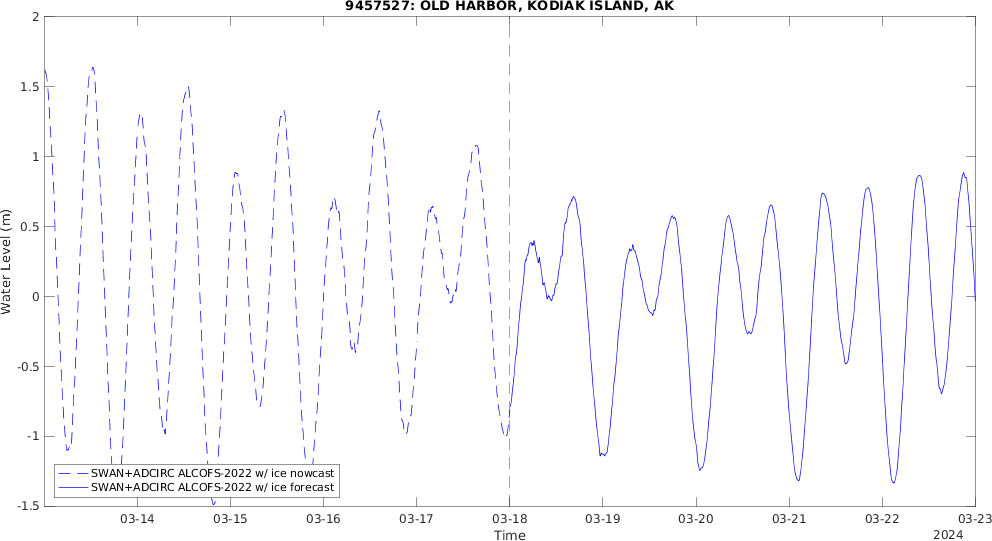 9457527: OLD HARBOR, KODIAK ISLAND, AK
Water Level (m)
2
1.5
1
0.5
0
-0.5
-1
-1.5
SWAN+ADCIRC ALCOFS-2022 w/ ice nowcast
SWAN+ADCIRC ALCOFS-2022 w/ ice forecast
03-14 03-15 03-16 03-17 03-18 03-19 03-20 03-21 03-22 03-23
Time
2024